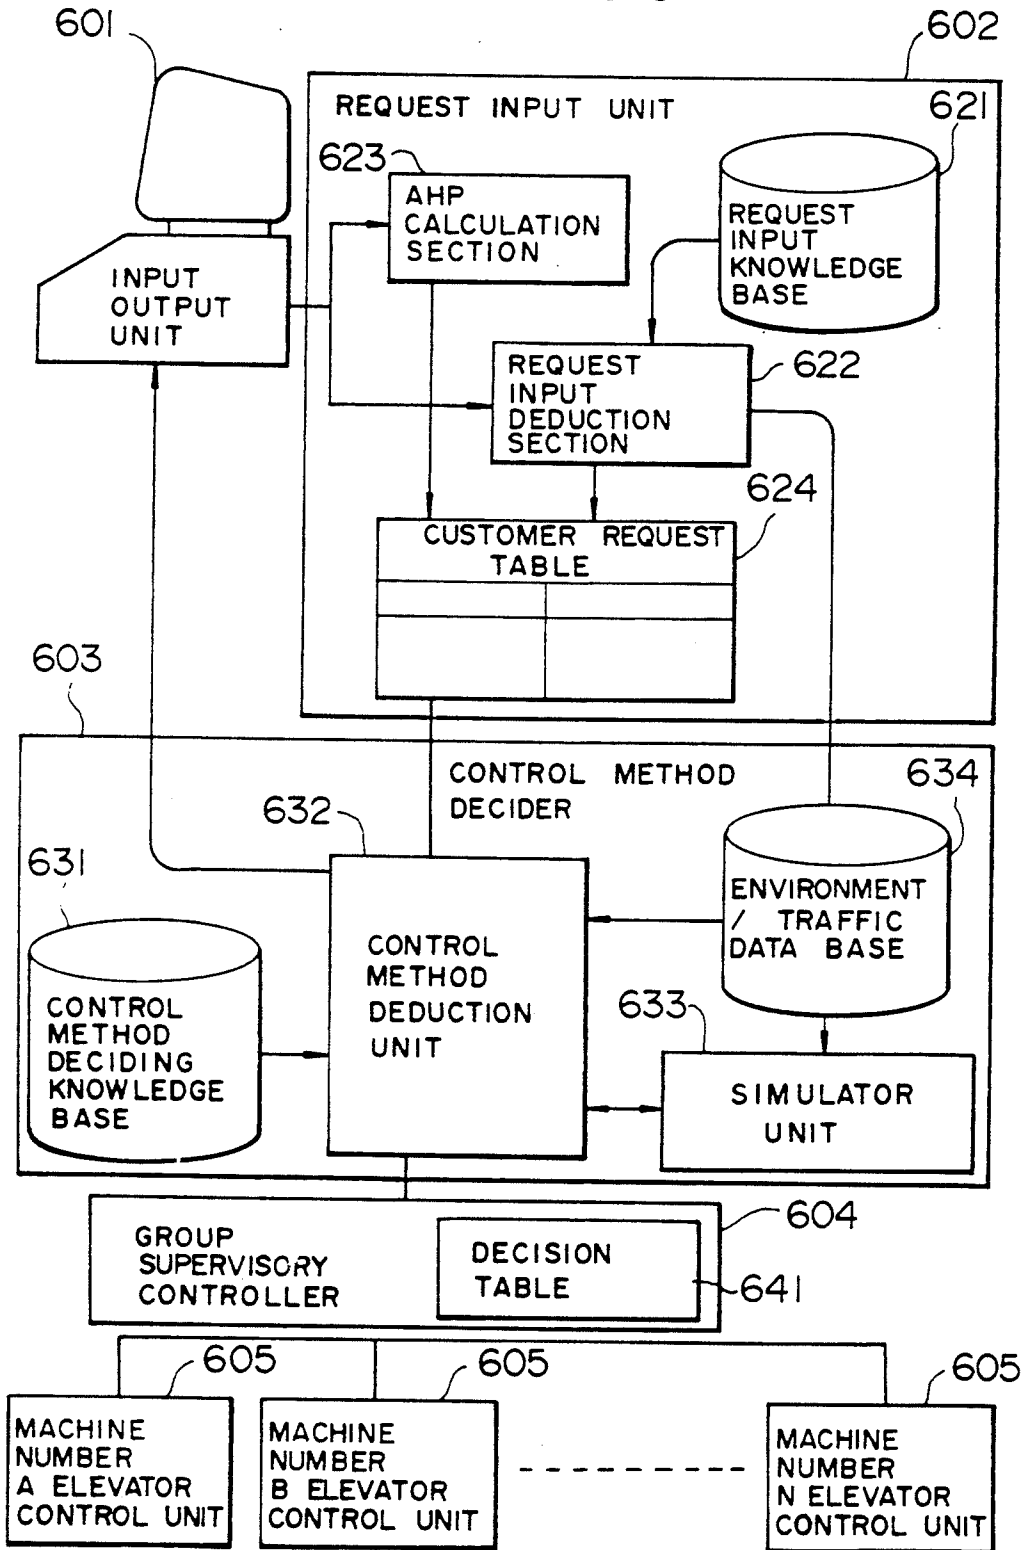 601
602
REQUEST INPUT UNIT
621
623
AHP
CALCULATION
SECTION
REQUEST
INPUT
KNOWLEDGE
BASE
INPUT
OUTPUT
UNIT
REQUEST
INPUT
DEDUCTION
SECTION
622
624
CUSTOMER REQUEST
TABLE
603
CONTROL METHOD
DECIDER
634
632
631
ENVIRONMENT
/ TRAFFIC
DATA BASE
CONTROL
METHOD
DEDUCTION
UNIT
CONTROL
METHOD
DECIDING
KNOWLEDGE
BASE
633
SIMULATOR
UNIT
604
GROUP
SUPERVISORY
CONTROLLER
DECISION
TABLE
641
605
605
605
MACHINE
NUMBER
A ELEVATOR
CONTROL UNIT
MACHINE
NUMBER
B ELEVATOR
CONTROL UNIT
MACHINE
NUMBER
N ELEVATOR
CONTROL UNIT